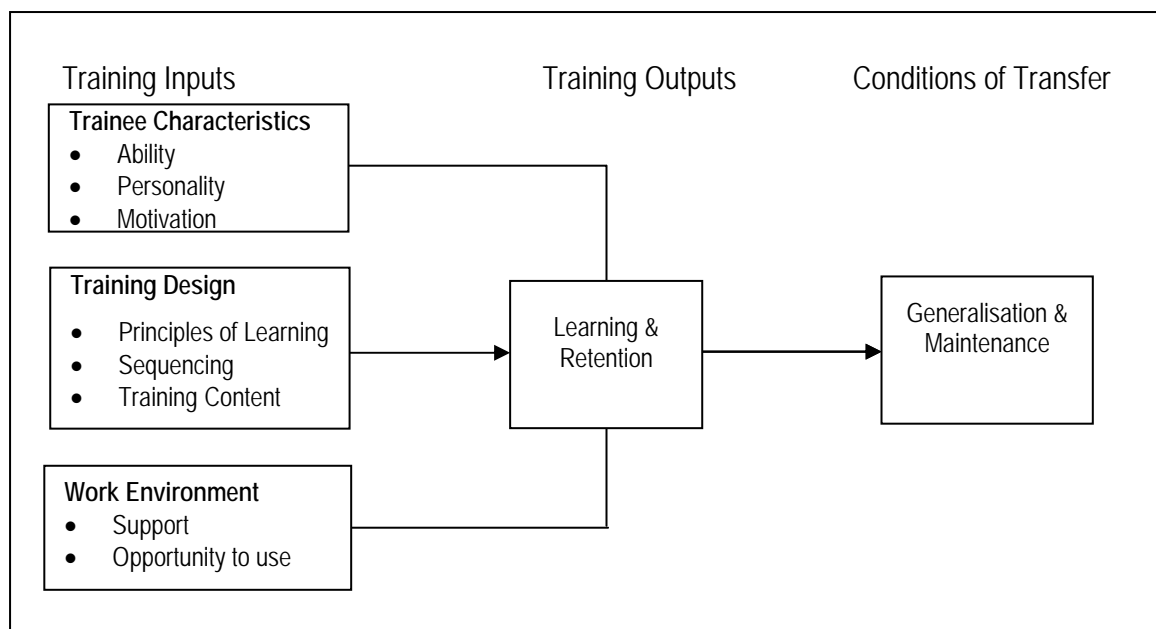 Training Inputs
Training Outputs
Conditions of Transfer
Trainee Characteristics
• Ability
• Personality
• Motivation
Training Design
• Principles of Learning
• Sequencing
• Training Content
Work Environment
• Support
• Opportunity to use
Learning &
Retention
Generalisation &
Maintenance